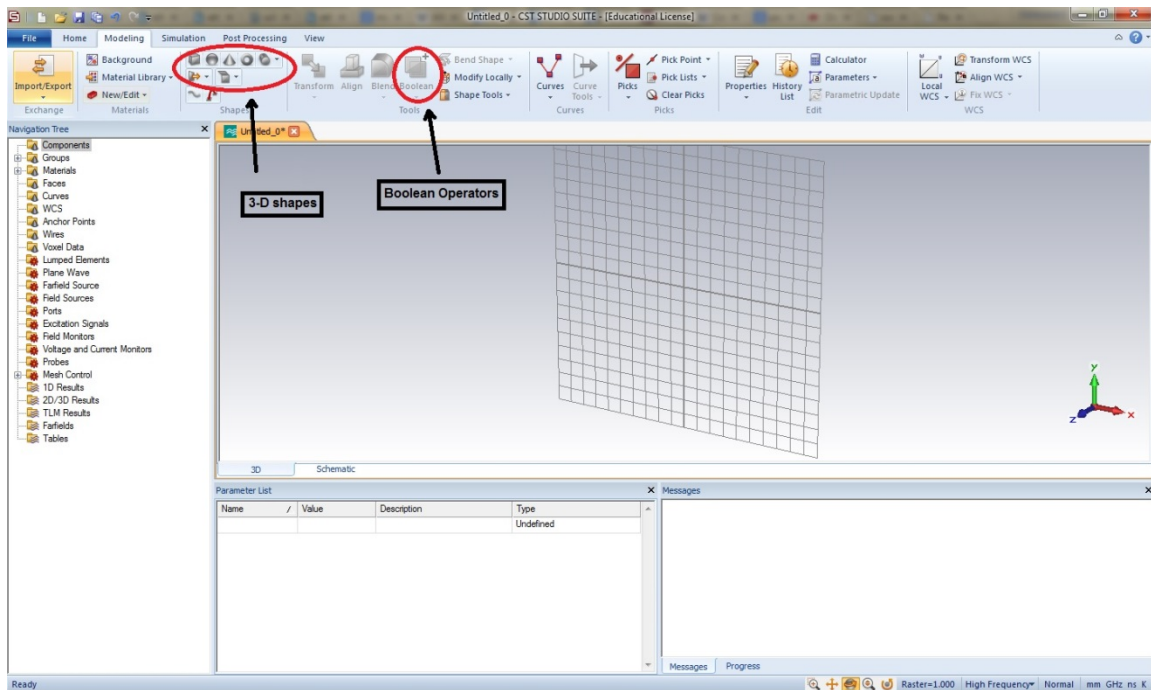 Untitled_0 - CST STUDIO SUITE - [Educational License]
File Home Modeling Simulation Post Processing View
Import/Export
Exchange
Background
Material Library
New/Edit
Materials
Shapes
Transform Align Blend Boolean
Bend Shape
Modify Locally
Shape Tools
Tools
Curves Curve Tools
Curves
Picks
Pick Point
Pick Lists
Clear Picks
Picks
Properties History List
Calculator
Parameters
Parametric Update
Edit
Local WCS
Transform WCS
Align WCS
Fix WCS
WCS
Navigation Tree
Components
Groups
Materials
Faces
Curves
WCS
Anchor Points
Wires
Voxel Data
Lumped Elements
Plane Wave
Farfield Source
Field Sources
Ports
Excitation Signals
Field Monitors
Voltage and Current Monitors
Probes
Mesh Control
1D Results
2D/3D Results
TLM Results
Farfields
Tables
Untitled_0*
3-D shapes
Boolean Operators
y
z x
3D Schematic
Parameter List
Name / Value Description Type
Undefined
Messages
Messages Progress
Ready
Raster=1.000 High Frequency Normal mm GHz ns K